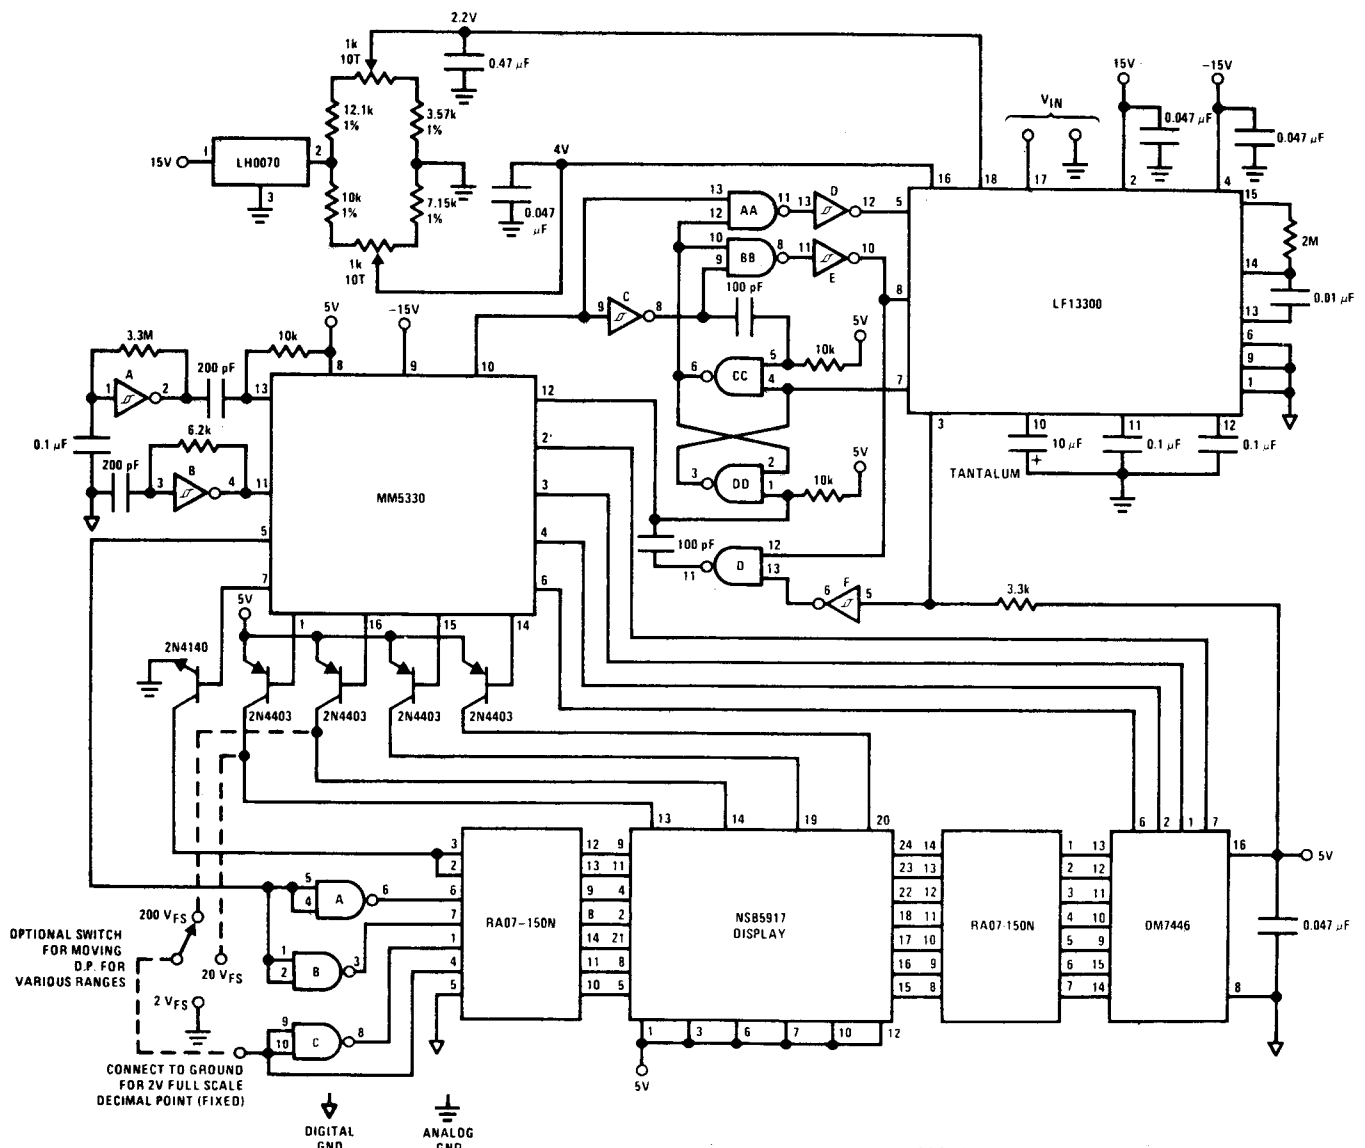 2.2V
1k
10T
0.47 µF
15V
-15V
12.1k
1%
3.57k
1%
VIN
0.047 µF
0.047
µF
15V
1
LH0070
2
3
4V
10k
1%
7.15k
1%
0.047
µF
1k
10T
13
12
AA
11
13
D
12
5
16
18
17
2
4
15
2M
10
9
BB
8
11
E
10
8
14
LF13300
0.01 µF
13
100 pF
9
C
8
5V
10k
6
CC
5
4
7
6
9
1
3
10
11
12
10 µF
0.1 µF
0.1 µF
TANTALUM
+
5V
-15V
3.3M
10k
200 pF
A
1
2
13
8
9
10
12
2
0.1 µF
6.2k
200 pF
B
3
4
11
MM5330
3
4
6
5
7
3
DD
2
1
10k
5V
100 pF
12
11
D
13
6
F
5
3.3k
5V
1
16
15
14
2N4140
2N4403
2N4403
2N4403
2N4403
13
14
19
20
6
2
1
7
3
2
6
7
1
4
5
RA07-150N
12
9
13
11
9
4
8
2
14
21
11
8
10
5
NSB5917
DISPLAY
24
14
23
13
22
12
18
11
17
10
16
9
15
8
RA07-150N
1
13
2
12
3
11
4
10
5
9
6
15
7
14
DM7446
16
5V
0.047 µF
8
5
4
A
6
1
2
B
3
9
10
C
8
200 VFS
OPTIONAL SWITCH
FOR MOVING
D.P. FOR
VARIOUS RANGES
20 VFS
2 VFS
1
3
6
7
10
12
5V
CONNECT TO GROUND
FOR 2V FULL SCALE
DECIMAL POINT (FIXED)
DIGITAL
GND
ANALOG
GND